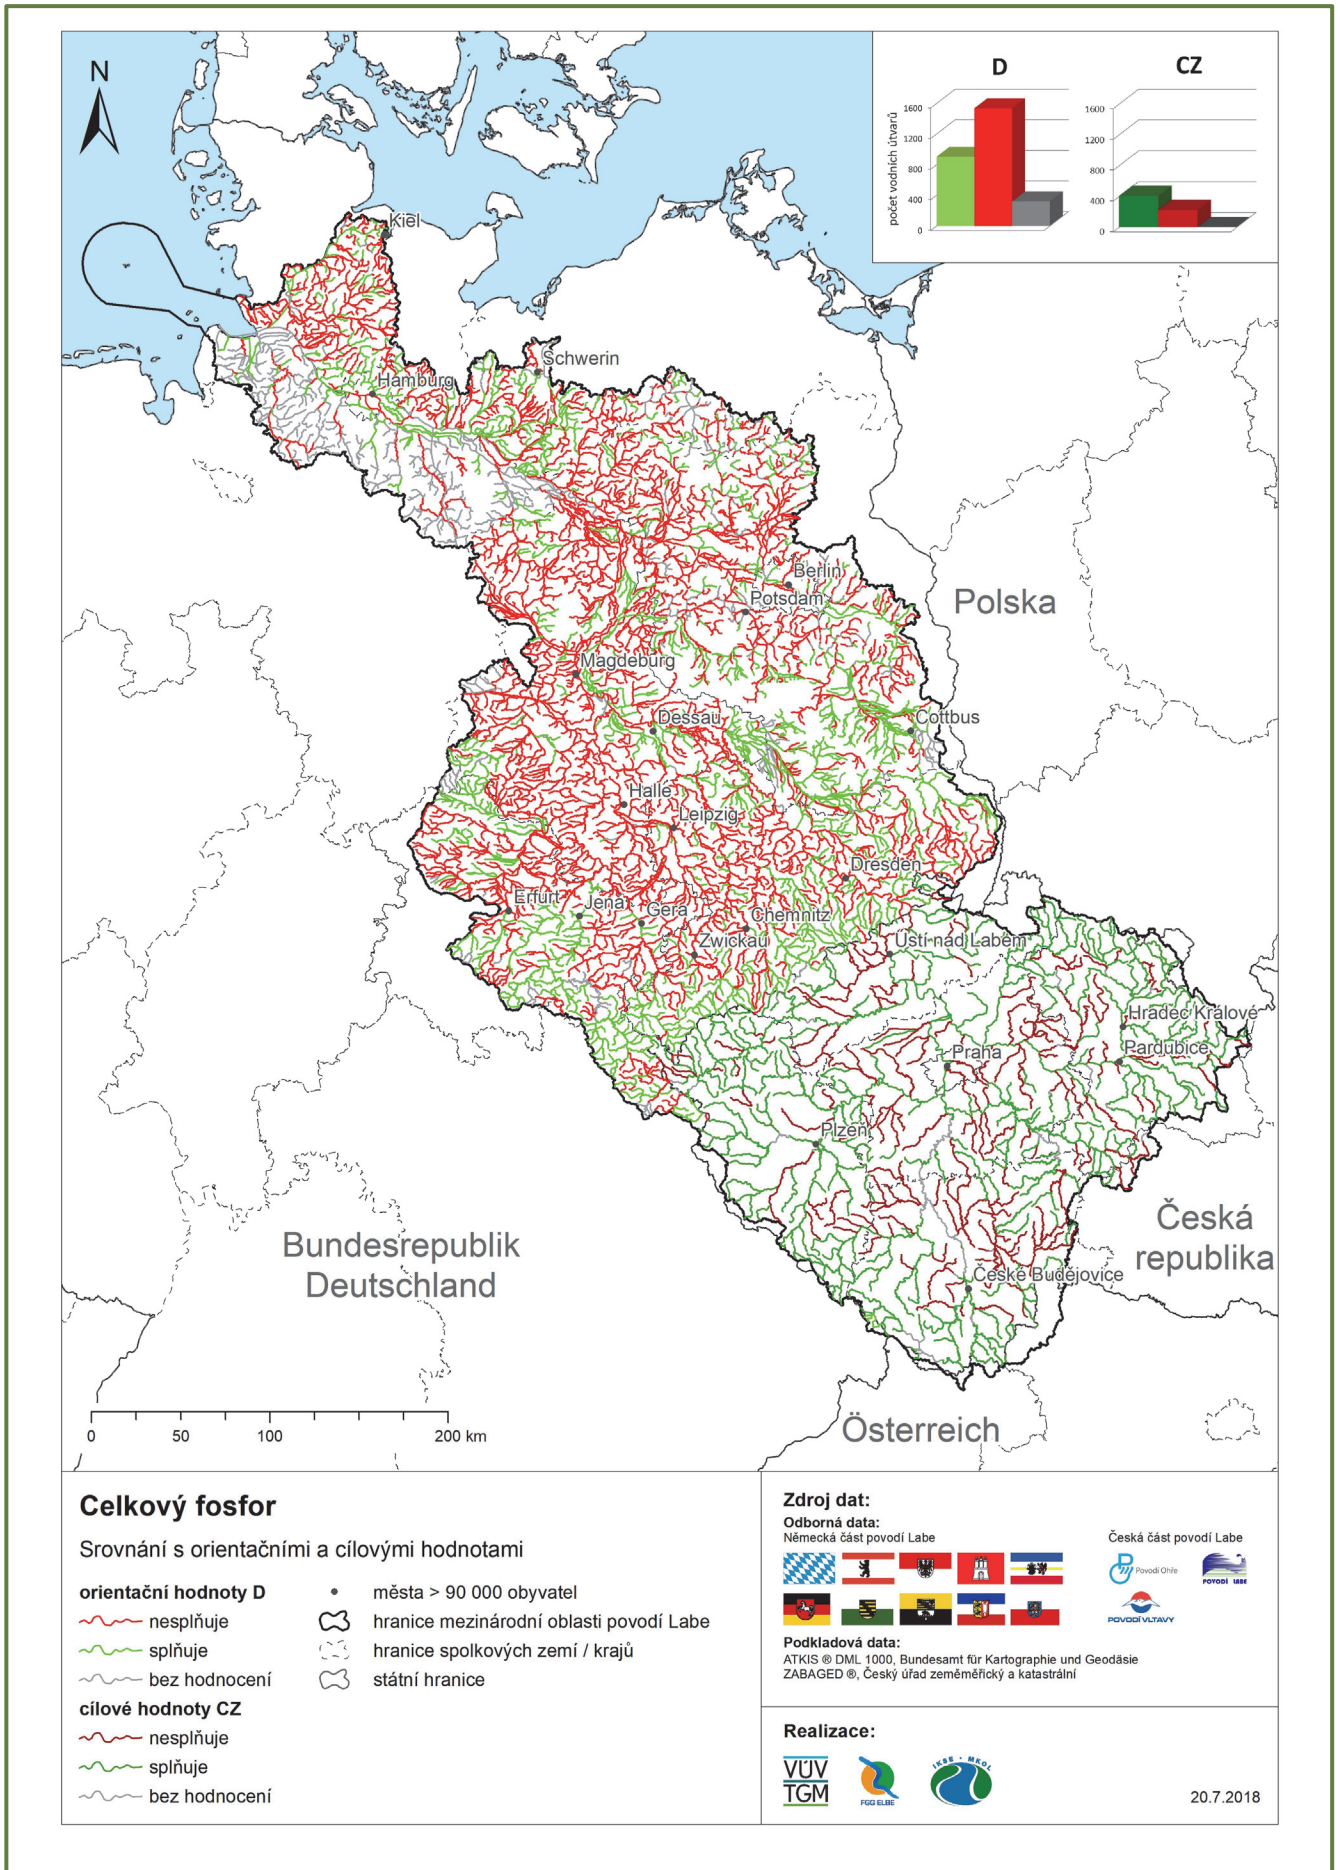 N
D
CZ
počet vodních útvarů
1600
1200
800
400
0
1600
1200
800
400
0
Kiel
Schwerin
Hamburg
Berlin
Potsdam
Polska
Magdeburg
Dessau
Cottbus
Halle
Leipzig
Dresden
Erfurt
Jena
Gera
Chemnitz
Zwickau
Ústí nad Labem
Hradec Králové
Pardubice
Praha
Plzeň
Česká
republika
Bundesrepublik
Deutschland
České Budějovice
Österreich
0 50 100 200 km
Celkový fosfor
Srovnání s orientačními a cílovými hodnotami
orientační hodnoty D
nesplňuje
splňuje
bez hodnocení
cílové hodnoty CZ
nesplňuje
splňuje
bez hodnocení
města > 90 000 obyvatel
hranice mezinárodní oblasti povodí Labe
hranice spolkových zemí / krajů
státní hranice
Zdroj dat:
Odborná data:
Německá část povodí Labe
Česká část povodí Labe
Povodí Ohře
POVODÍ LABE
POVODÍ VLTAVY
Podkladová data:
ATKIS ® DML 1000, Bundesamt für Kartographie und Geodäsie
ZABAGED ®, Český úřad zeměměřický a katastrální
Realizace:
VÚV
TGM
FGG ELBE
IKSE • MKOL
20.7.2018